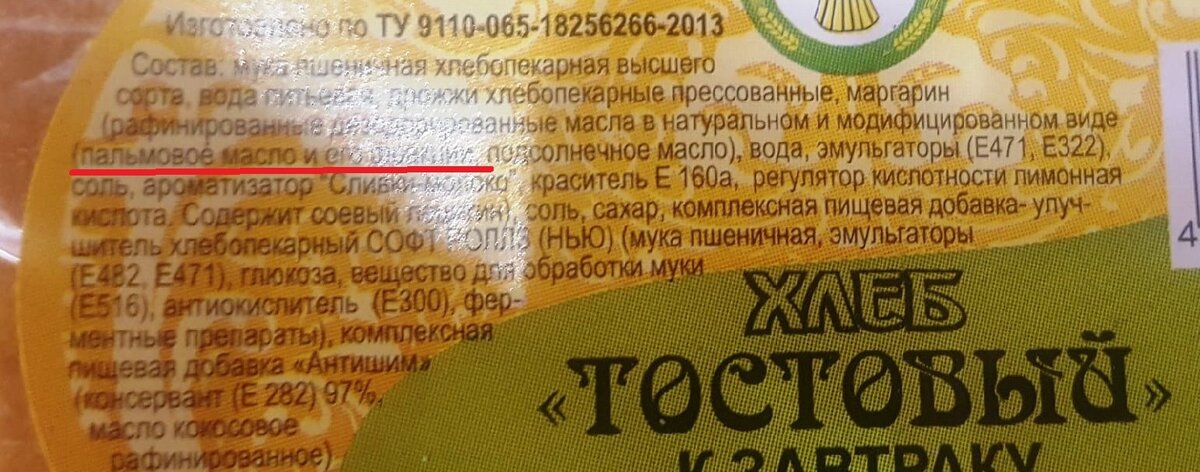 Изготовлено по ТУ 9110-065-18256266-2013
Состав: мука пшеничная хлебопекарная высшего
сорта, вода питьевая, дрожжи хлебопекарные прессованные, маргарин
(рафинированные дезодорированные масла в натуральном и модифицированном виде
(пальмовое масло и его фракции, подсолнечное масло), вода, эмульгаторы (Е471, Е322),
соль, ароматизатор "Сливки-молоко", краситель Е 160а, регулятор кислотности лимонная
кислота. Содержит соевый соль, сахар, комплексная пищевая добавка- улуч-
шитель хлебопекарный СОФТ (НЬЮ) (мука пшеничная, эмульгаторы
(Е482, Е471), глюкоза, вещество для обработки муки
(Е516), антиокислитель (Е300), фер-
ментные препараты), комплексная
пищевая добавка «Антишим»
(консервант (Е 282) 97%,
масло кокосовое
рафинированное)
ХЛЕБ
«ТОСТОВЫЙ»
К ЗАВТРАКУ
4